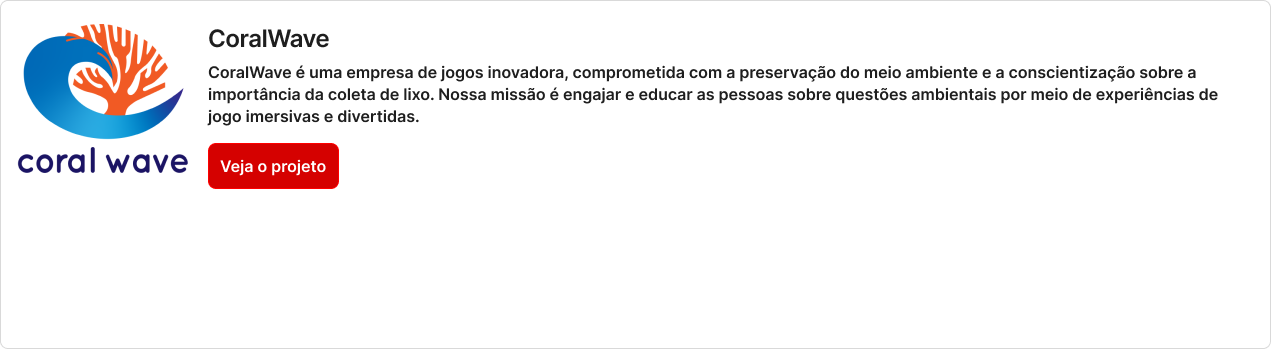 CoralWave
CoralWave é uma empresa de jogos inovadora, comprometida com a preservação do meio ambiente e a conscientização sobre a
importância da coleta de lixo. Nossa missão é engajar e educar as pessoas sobre questões ambientais por meio de experiências de
jogo imersivas e divertidas.
coral wave
Veja o projeto